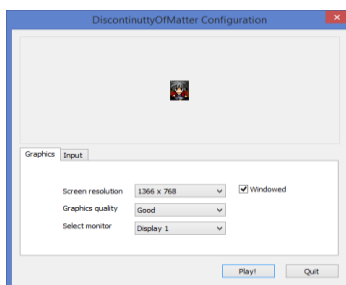 DiscontinuttyOfMatter Configuration
Graphics Input
Screen resolution 1366 x 768 Windowed
Graphics quality Good
Select monitor Display 1
Play! Quit